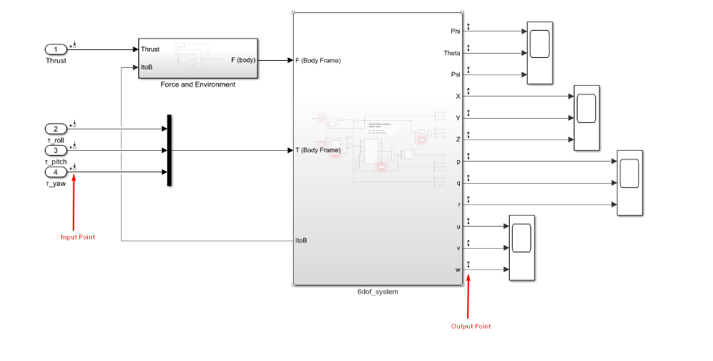 1
Thrust
Thrust
ItoB
F (body)
Force and Environment
2
τ_roll
3
τ_pitch
4
τ_yaw
Input Point
F (Body Frame)
T (Body Frame)
ItoB
Phi
Theta
Psi
X
Y
Z
p
q
r
u
v
w
6dof_system
Output Point